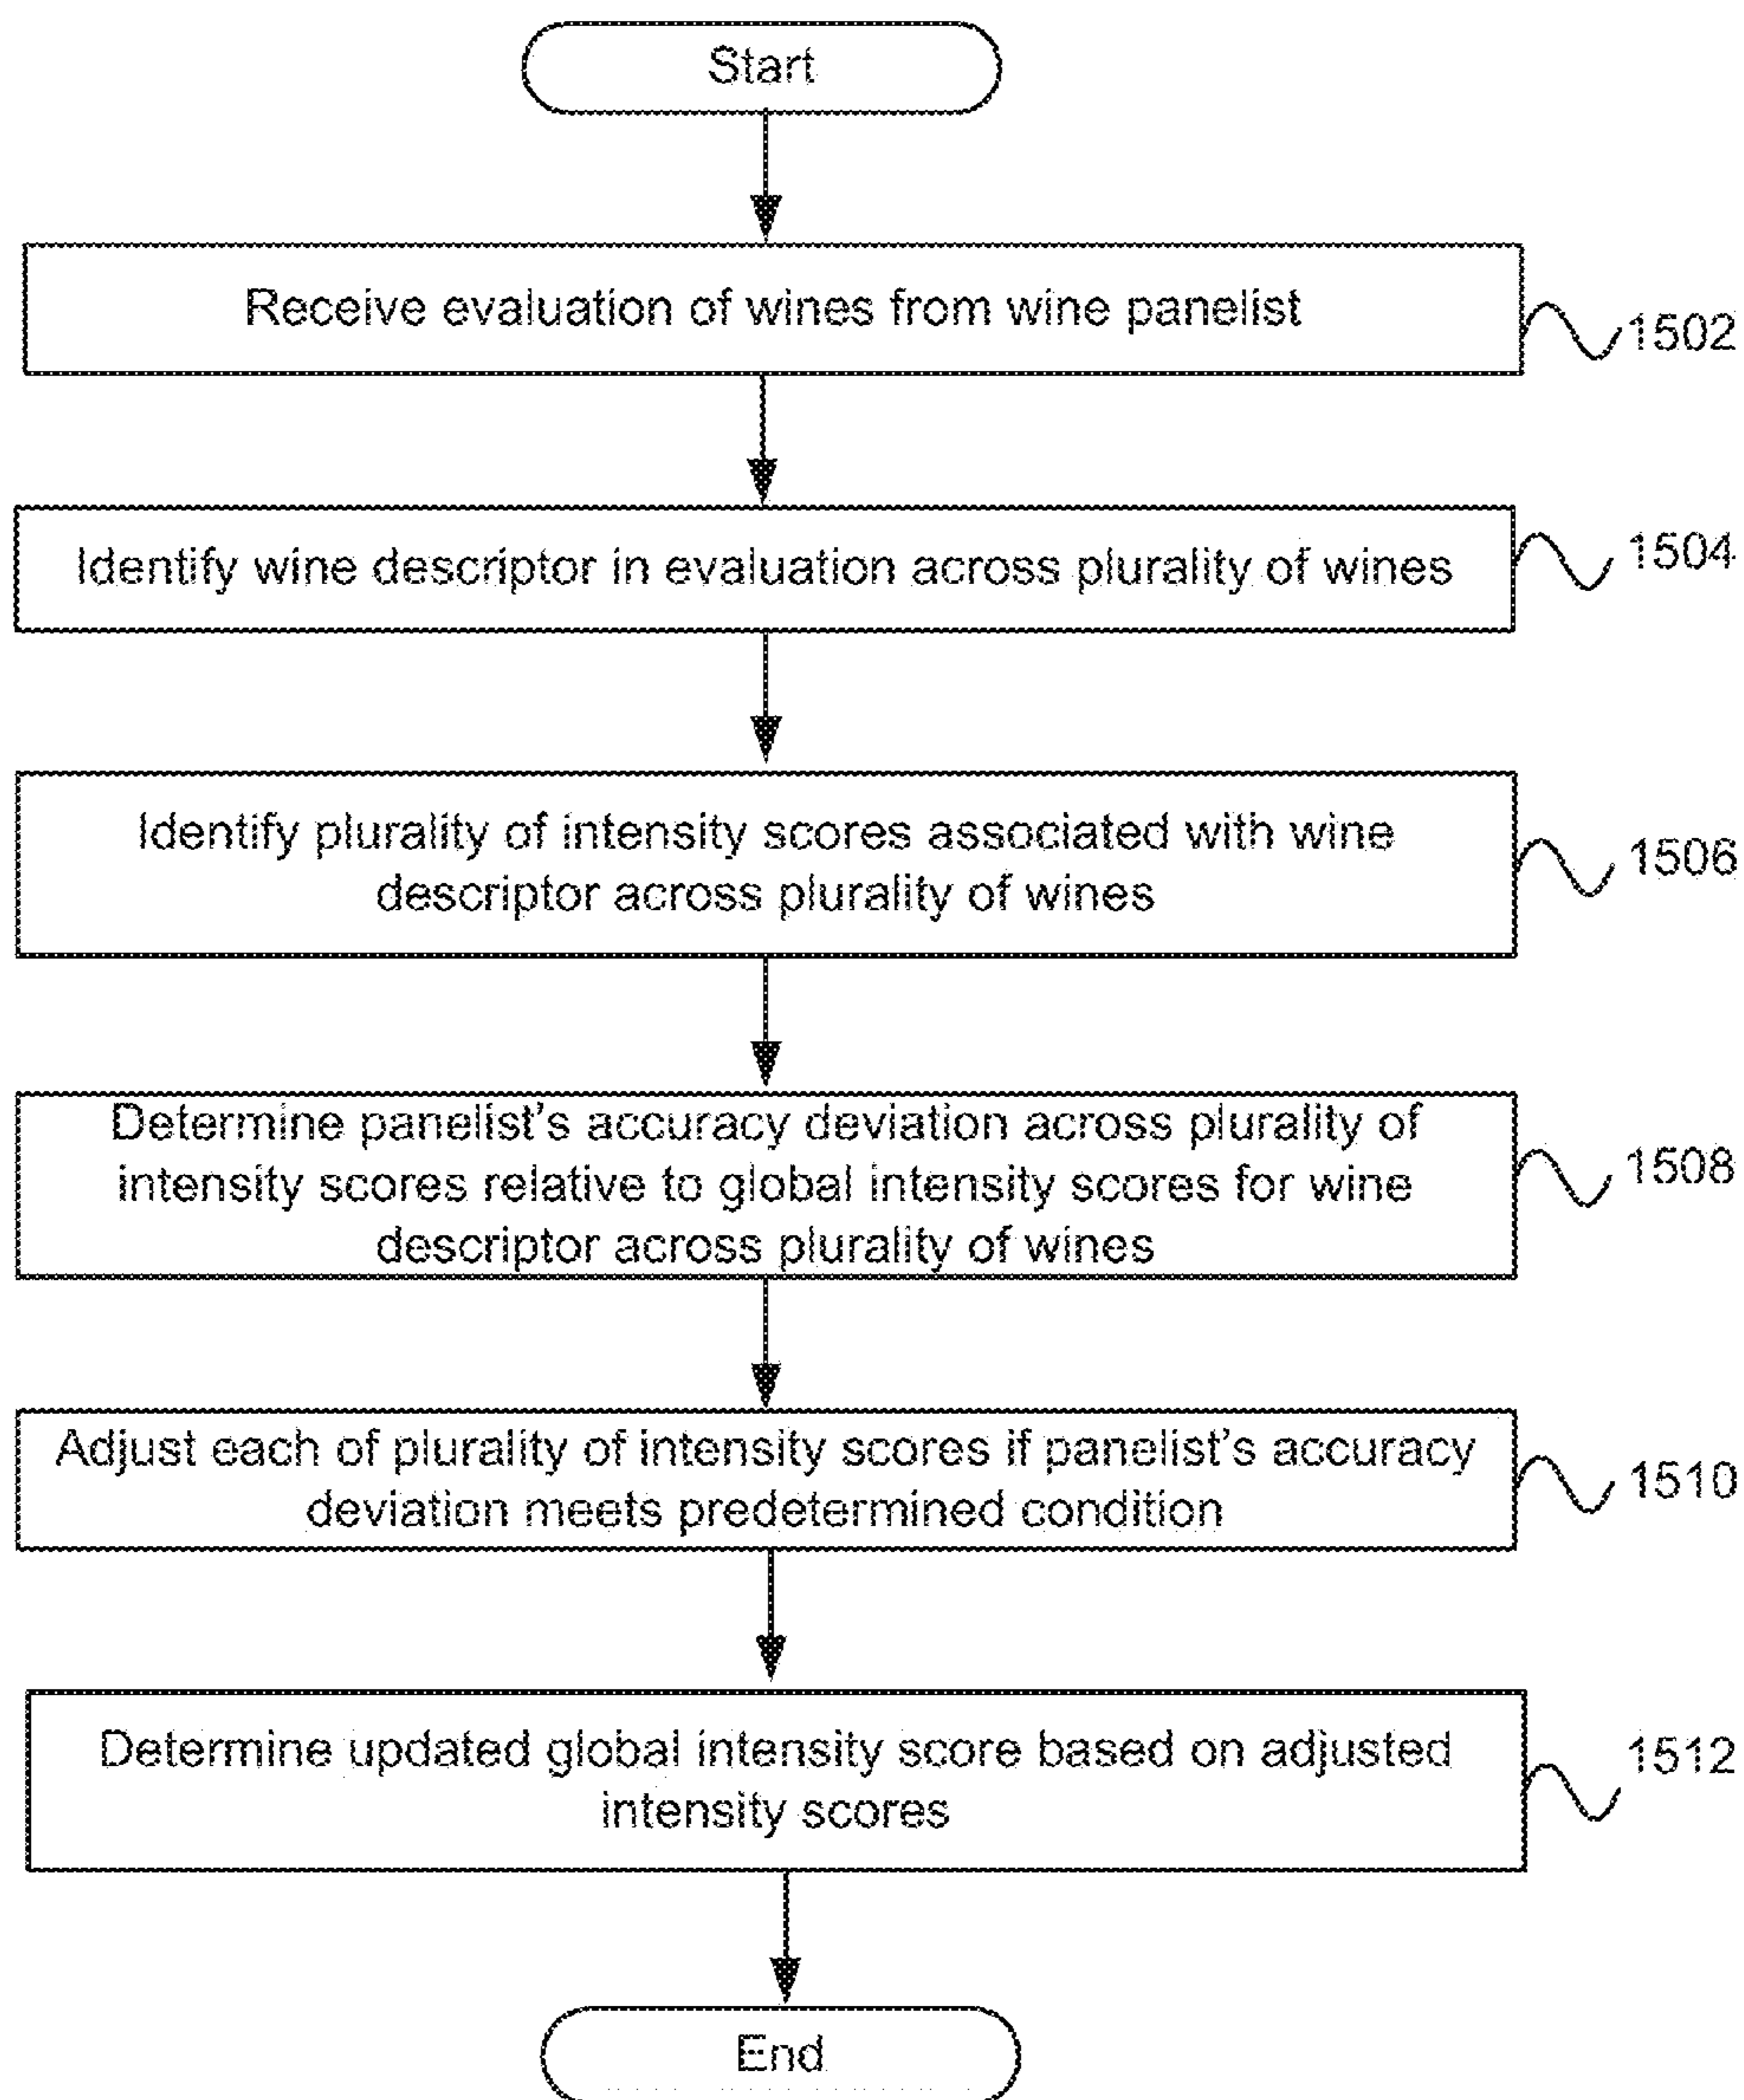 Start
Receive evaluation of wines from wine panelist
1502
Identify wine descriptor in evaluation across plurality of wines
1504
Identify plurality of intensity scores associated with wine
descriptor across plurality of wines
1506
Determine panelist's accuracy deviation across plurality of
intensity scores relative to global intensity scores for wine
descriptor across plurality of wines
1508
Adjust each of plurality of intensity scores if panelist's accuracy
deviation meets predetermined condition
1510
Determine updated global intensity score based on adjusted
intensity scores
1512
End